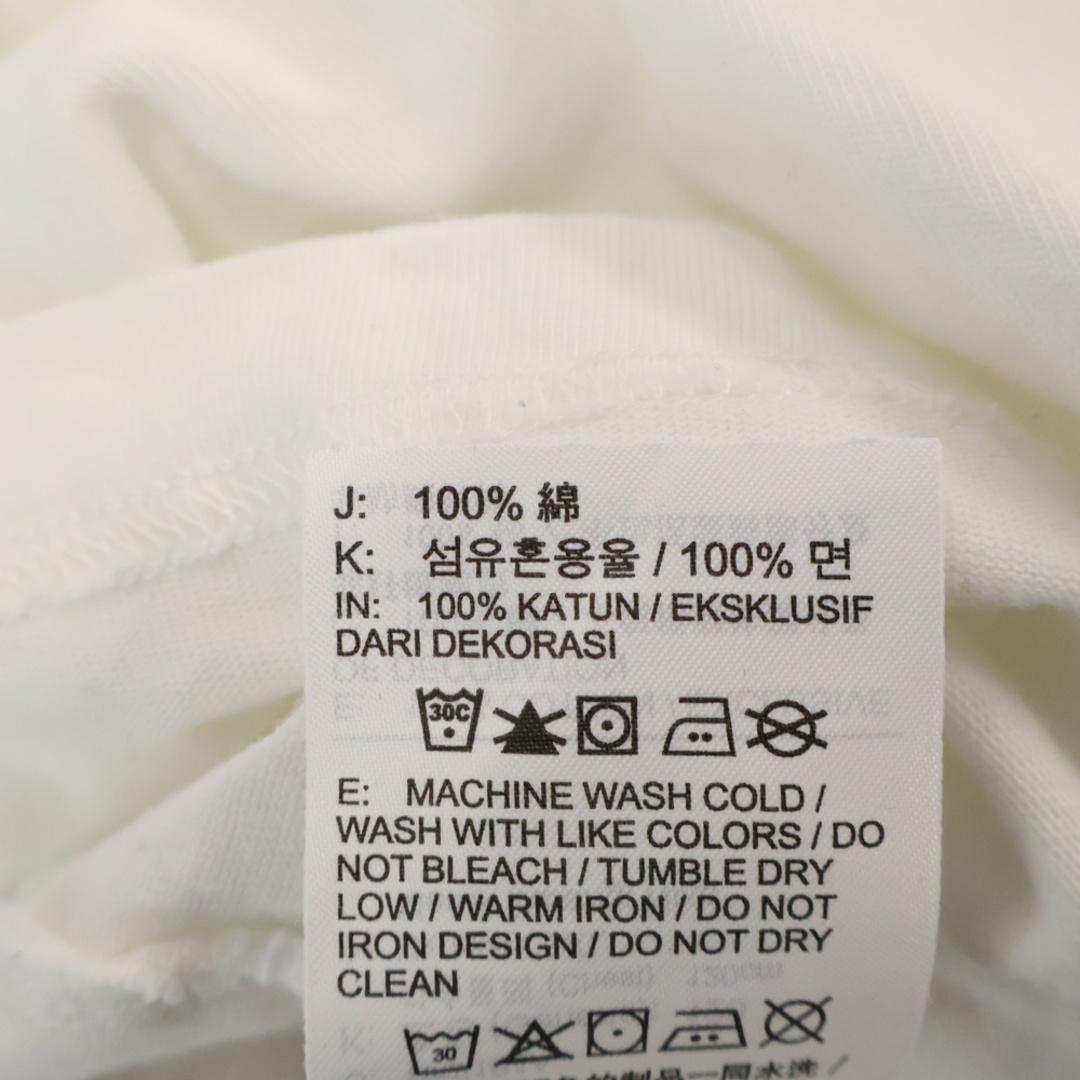 J: 100% 綿
K: 섬유혼용율 / 100% 면
IN: 100% KATUN / EKSKLUSIF
DARI DEKORASI
30C
E: MACHINE WASH COLD /
WASH WITH LIKE COLORS / DO
NOT BLEACH / TUMBLE DRY
LOW / WARM IRON / DO NOT
IRON DESIGN / DO NOT DRY
CLEAN
30